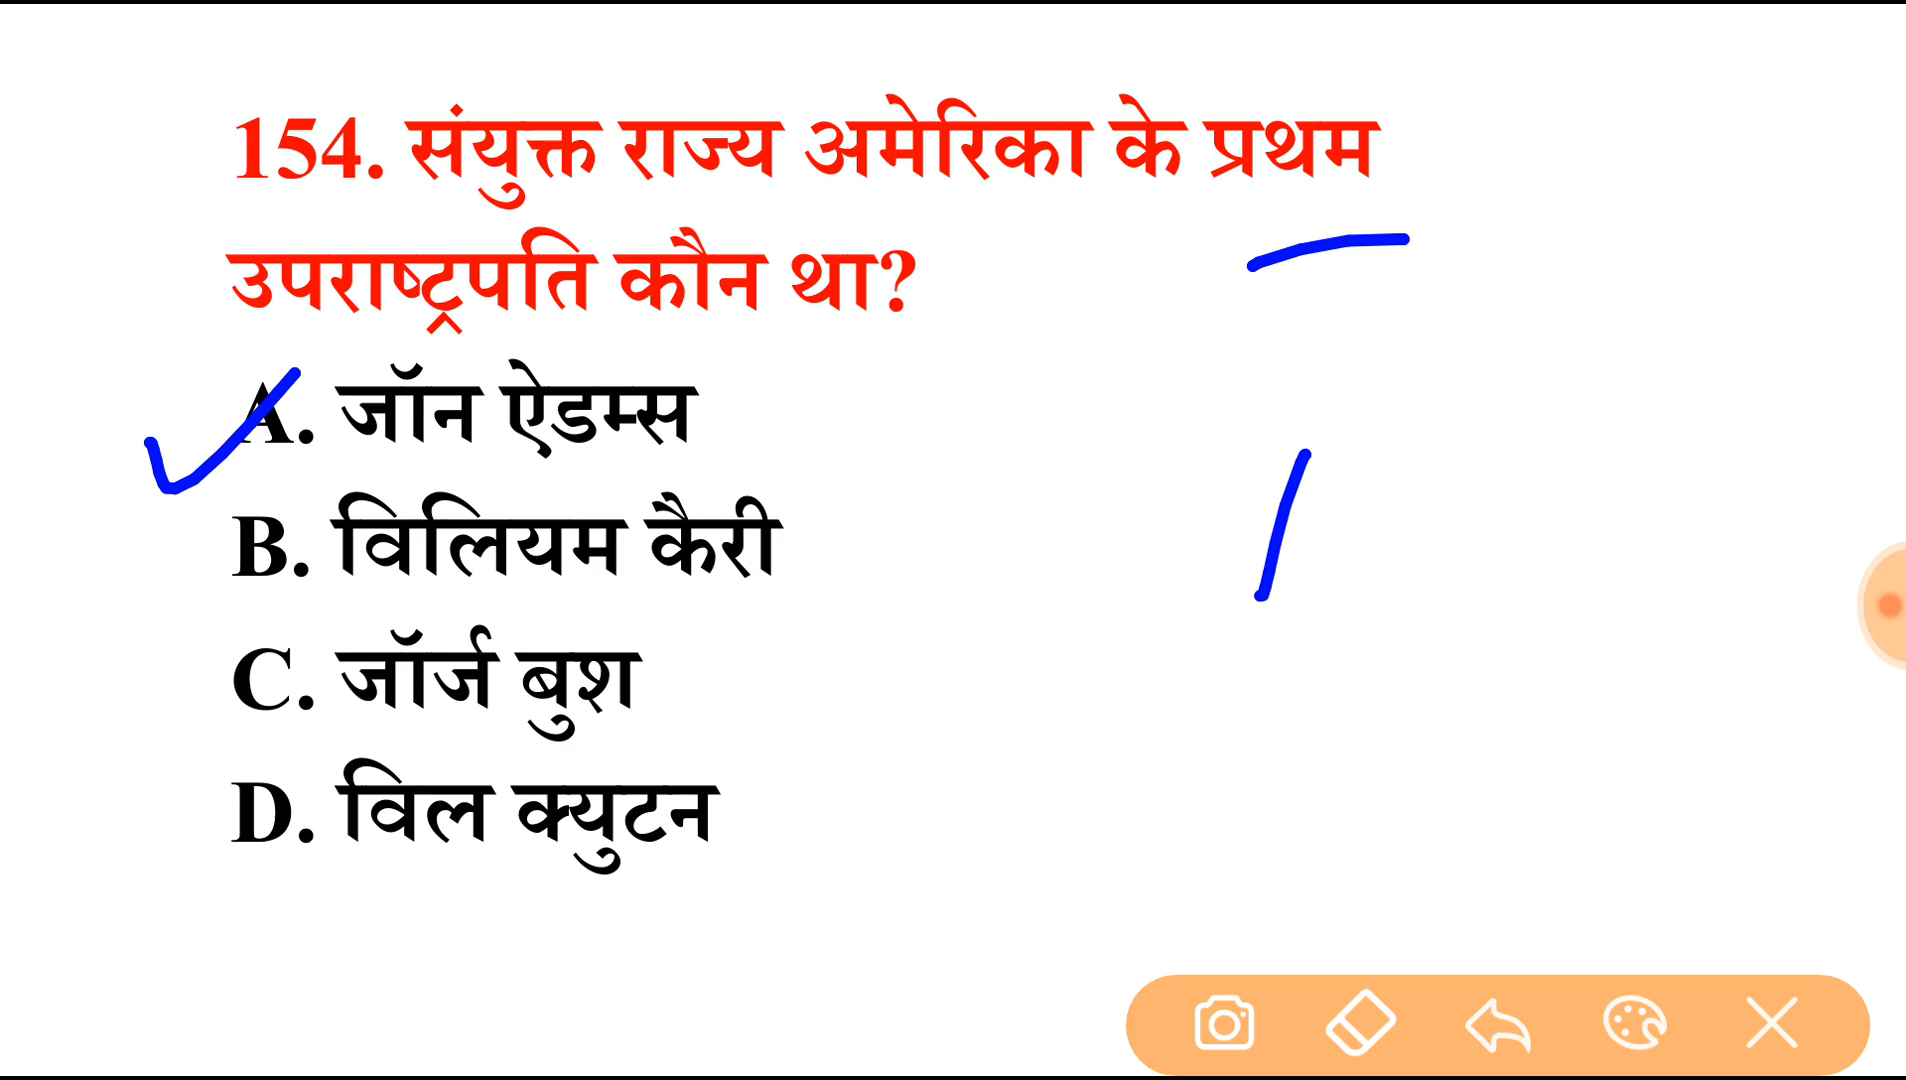 154. संयुक्त राज्य अमेरिका के प्रथम
उपराष्ट्रपति कौन था?
A. जॉन ऐडम्स
B. विलियम कैरी
C. जॉर्ज बुश
D. विल क्युटन